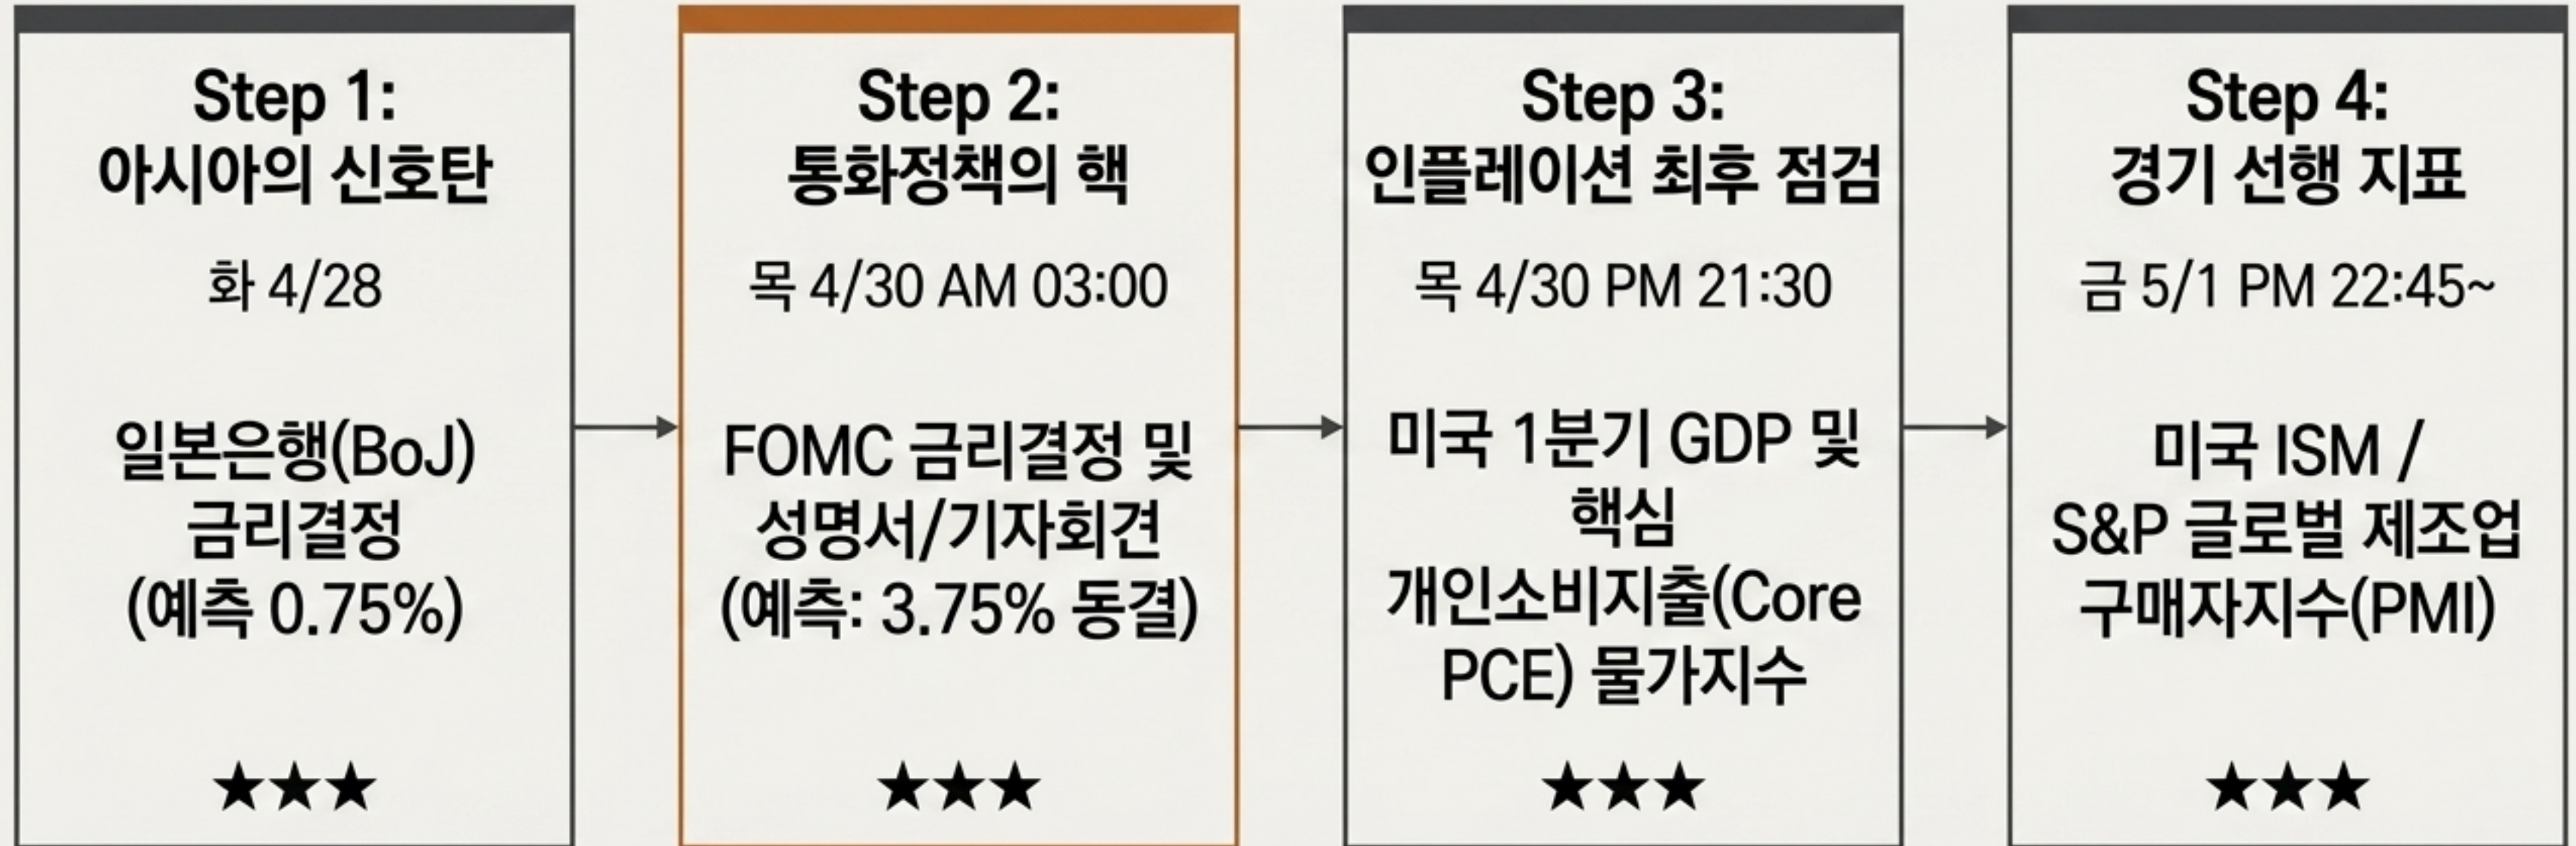 Step 1:
아시아의 신호탄
화 4/28
일본은행(BoJ)
금리결정
(예측 0.75%)
★★★
Step 2:
통화정책의 핵
목 4/30 AM 03:00
FOMC 금리결정 및
성명서/기자회견
(예측: 3.75% 동결)
★★★
Step 3:
인플레이션 최후 점검
목 4/30 PM 21:30
미국 1분기 GDP 및
핵심
개인소비지출(Core
PCE) 물가지수
★★★
Step 4:
경기 선행 지표
금 5/1 PM 22:45~
미국 ISM /
S&P 글로벌 제조업
구매자지수(PMI)
★★★